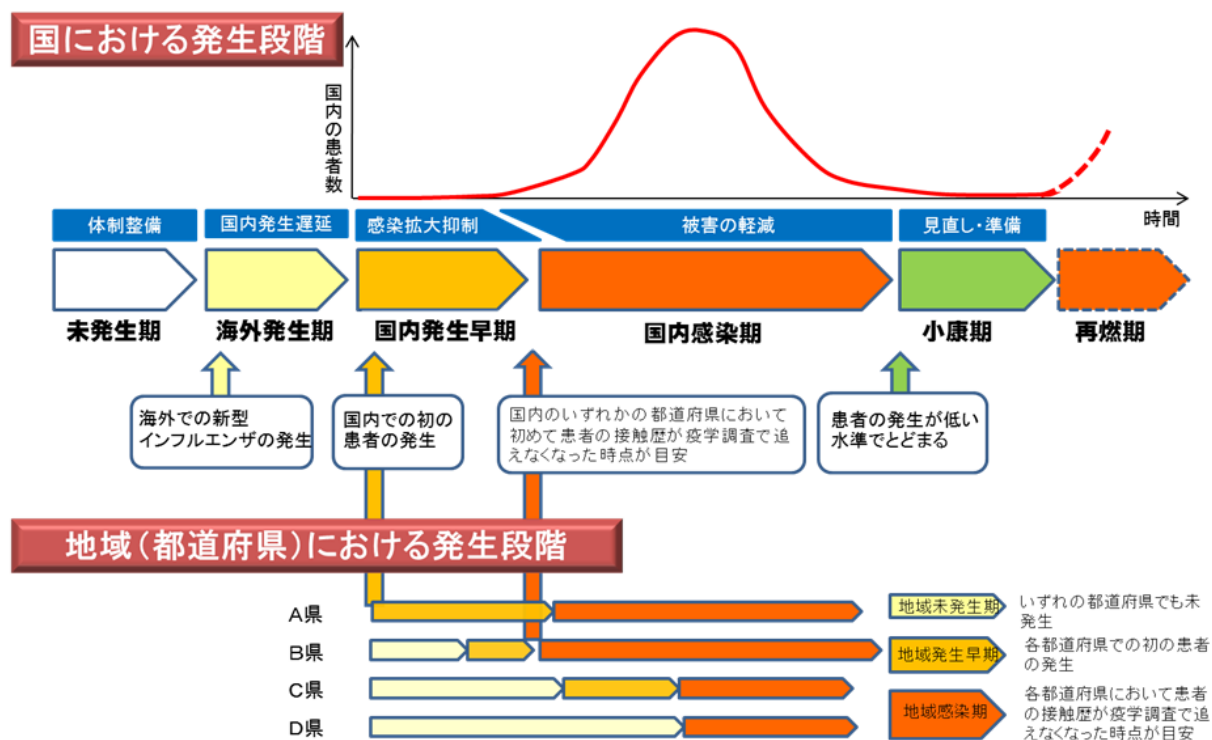 国における発生段階
国内の患者数
時間
体制整備
国内発生遅延
感染拡大抑制
被害の軽減
見直し・準備
未発生期
海外発生期
国内発生早期
国内感染期
小康期
再燃期
海外での新型
インフルエンザの発生
国内での初の
患者の発生
国内のいずれかの都道府県において
初めて患者の接触歴が疫学調査で追
えなくなった時点が目安
患者の発生が低い
水準でとどまる
地域(都道府県)における発生段階
A県
B県
C県
D県
地域未発生期
いずれの都道府県でも未
発生
地域発生早期
各都道府県での初の患者
の発生
地域感染期
各都道府県において患者
の接触歴が疫学調査で追
えなくなった時点が目安